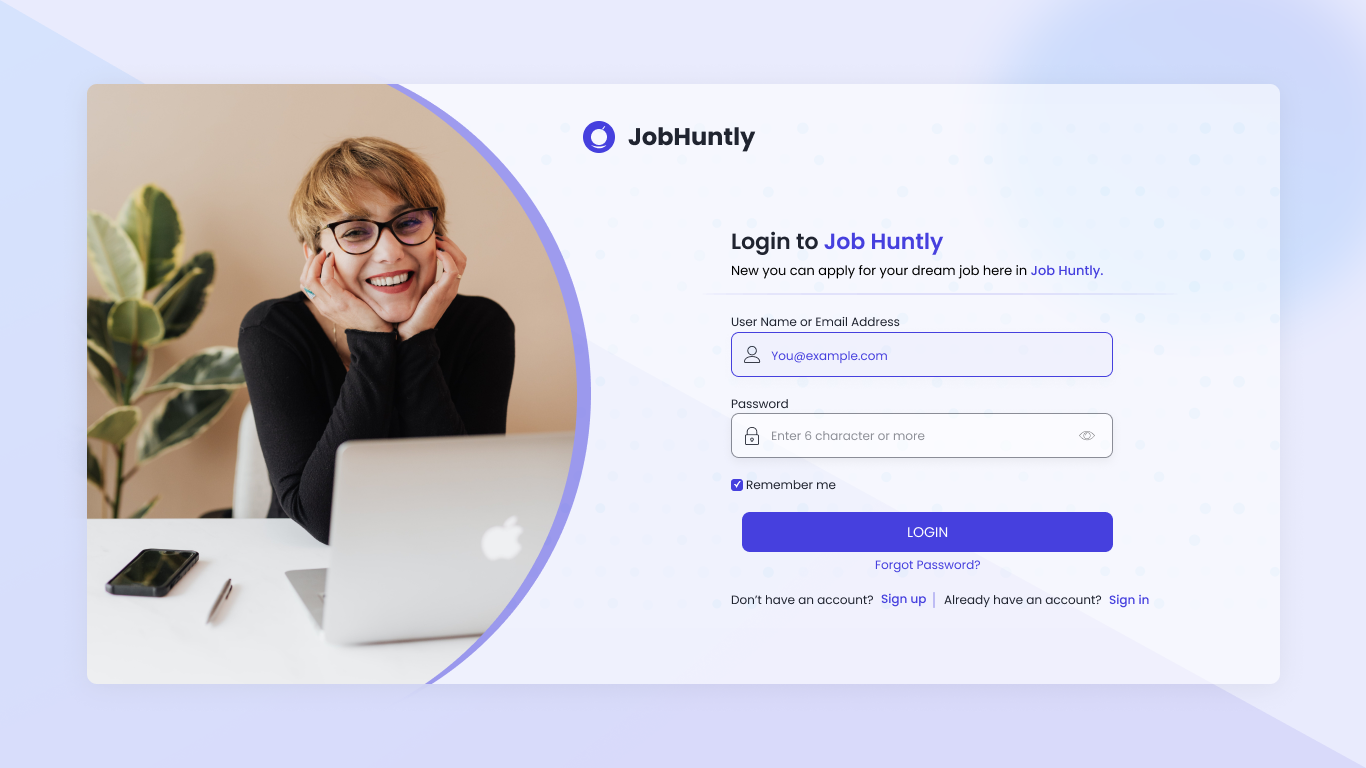 JobHuntly
Login to Job Huntly
New you can apply for your dream job here in Job Huntly.
User Name or Email Address
You@example.com
Password
Enter 6 character or more
Remember me
LOGIN
Forgot Password?
Don’t have an account? Sign up | Already have an account? Sign in